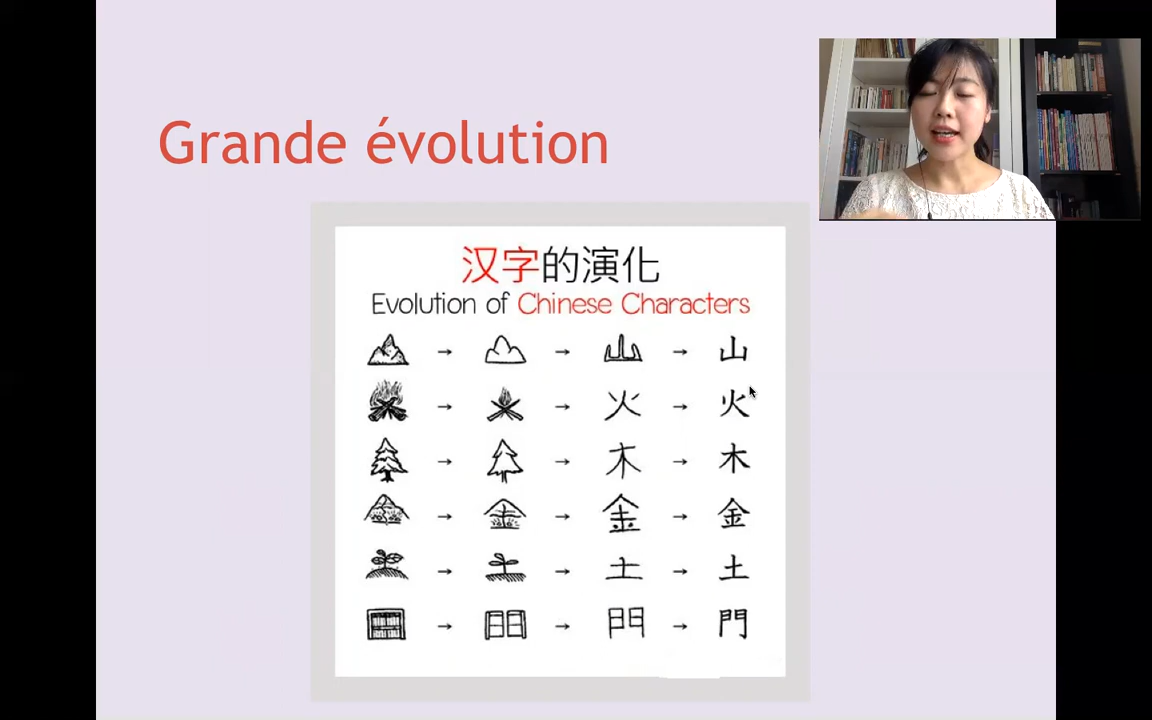 Grande évolution
汉字的演化
Evolution of Chinese Characters
→ → → 山
→ → 火 → 火
→ → 木 → 木
→ → 金 → 金
→ → 土 → 土
→ → 門 → 門